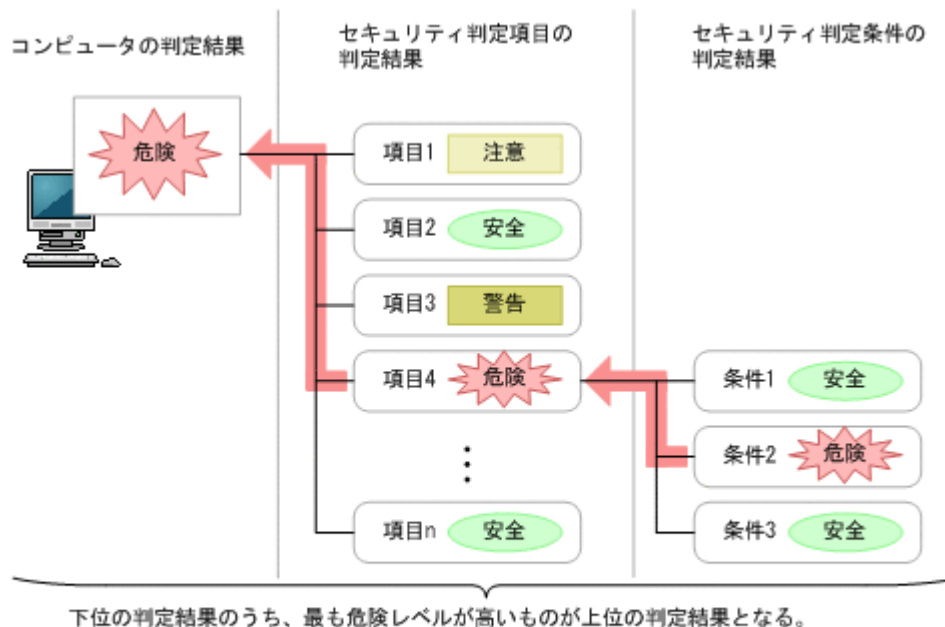 コンピュータの判定結果
セキュリティ判定項目の
判定結果
セキュリティ判定条件の
判定結果
危険
項目1 注意
項目2 安全
項目3 警告
項目4 危険
項目n 安全
条件1 安全
条件2 危険
条件3 安全
下位の判定結果のうち、最も危険レベルが高いものが上位の判定結果となる。